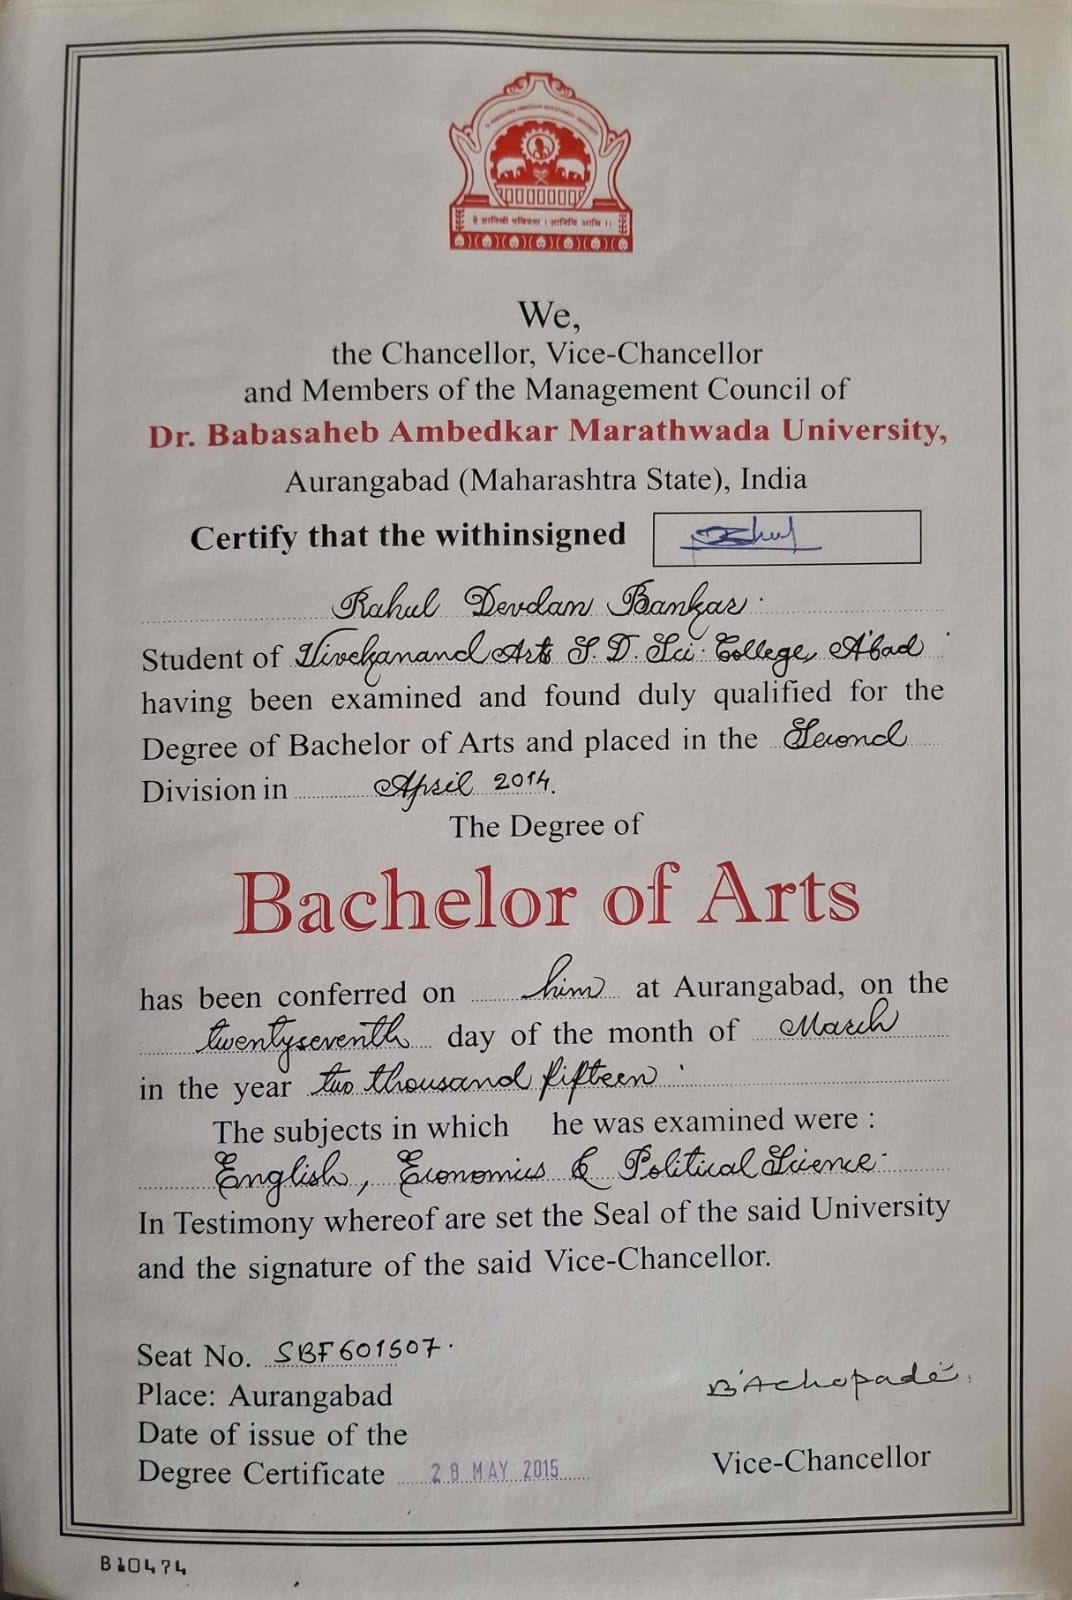 We,
the Chancellor, Vice-Chancellor
and Members of the Management Council of
Dr. Babasaheb Ambedkar Marathwada University,
Aurangabad (Maharashtra State), India
Certify that the withinsigned
Rahul Devdan Bankar.
Student of Vivekanand Arts S. D. Sci. College, A'bad
having been examined and found duly qualified for the
Degree of Bachelor of Arts and placed in the Second
Division in April 2014.
The Degree of
Bachelor of Arts
has been conferred on him at Aurangabad, on the
twentyseventh day of the month of March
in the year two thousand fifteen.
The subjects in which he was examined were :
English, Economics & Political Science.
In Testimony whereof are set the Seal of the said University
and the signature of the said Vice-Chancellor.
Seat No. SBF601507.
Place: Aurangabad
Date of issue of the
Degree Certificate 28 MAY 2015
BAchopade.
Vice-Chancellor
B10474